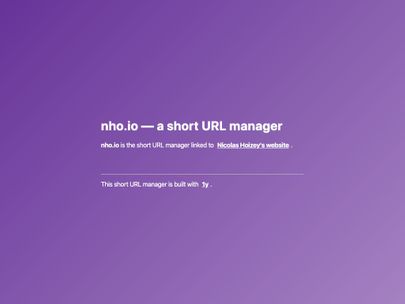 nho.io — a short URL manager
nho.io is the short URL manager linked to Nicolas Hoizey's website .
This short URL manager is built with 1y .